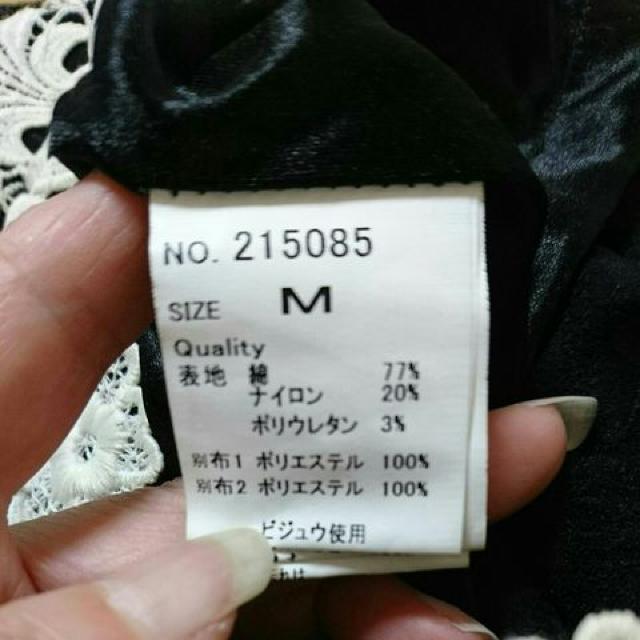 NO. 215085
SIZE M
Quality
表地 綿 77%
ナイロン 20%
ポリウレタン 3%
別布1 ポリエステル 100%
別布2 ポリエステル 100%
ビジュウ使用